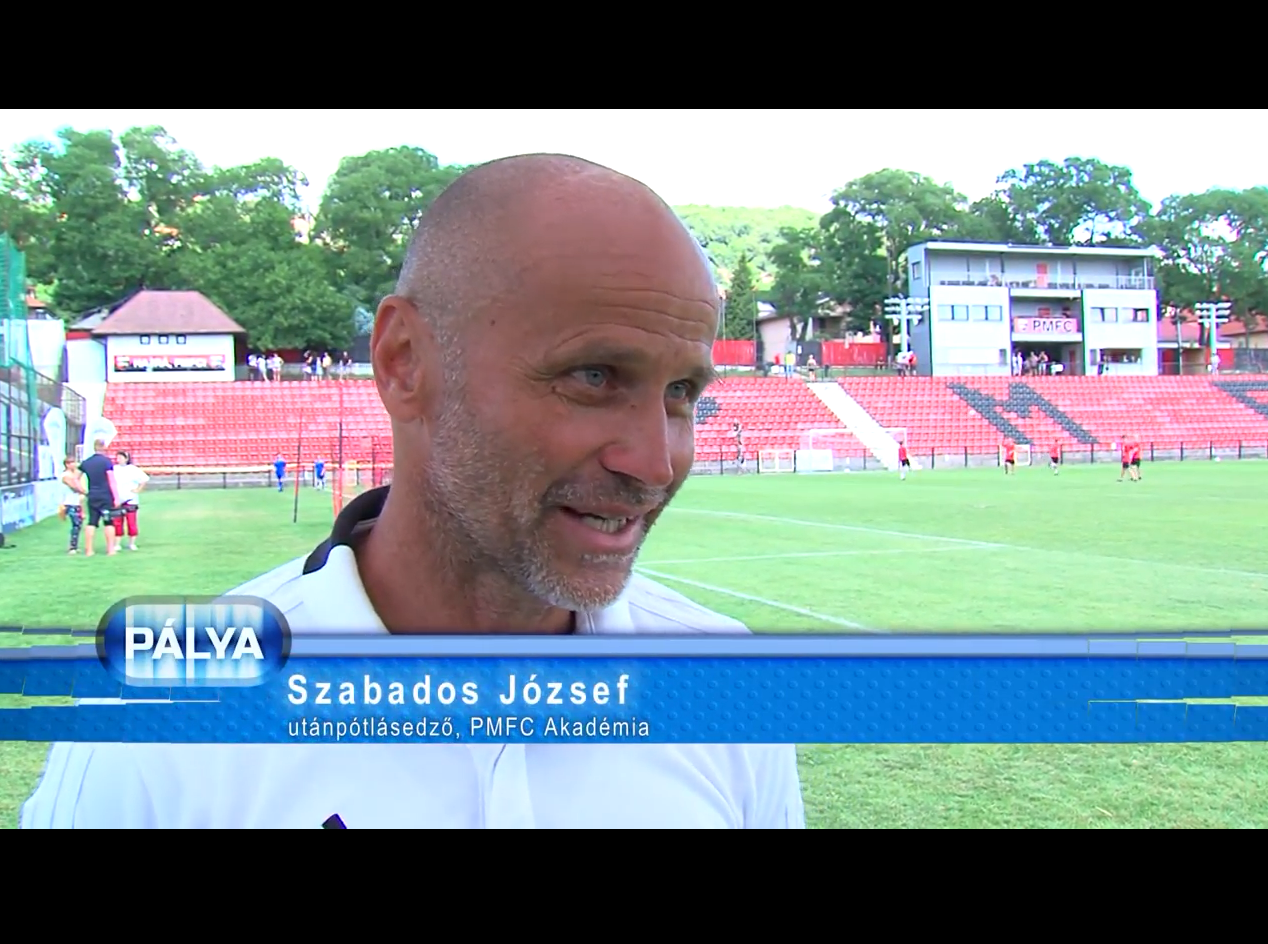 PMFC
M
PÁLYA
Szabados József
utánpótlásedző, PMFC Akadémia